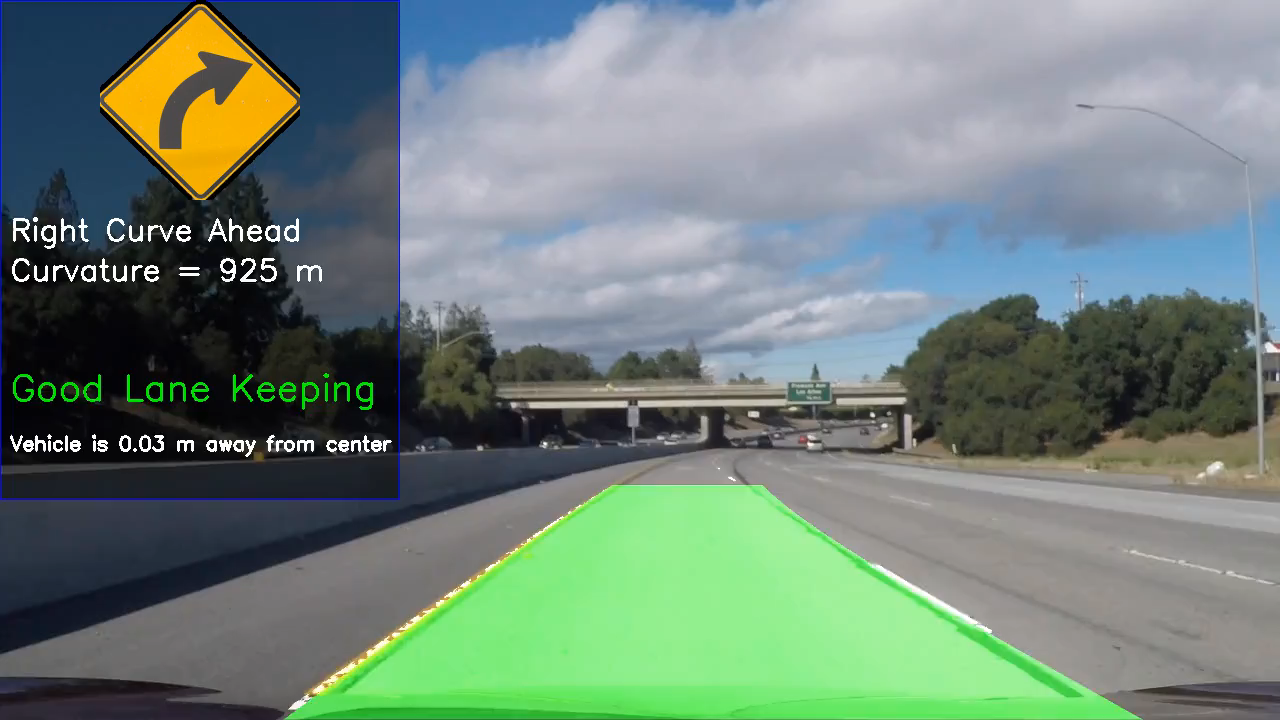 Right Curve Ahead
Curvature = 925 m
Good Lane Keeping
Vehicle is 0.03 m away from center